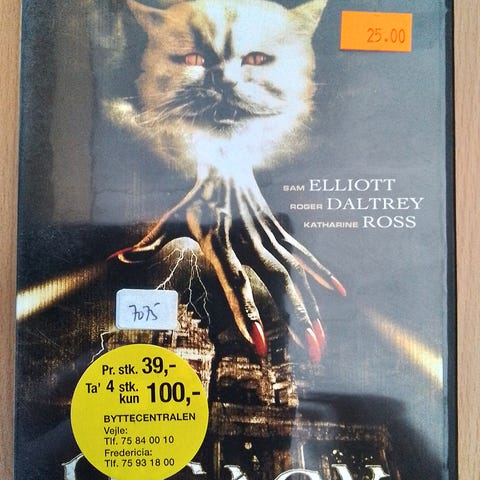 25.00
SAM ELLIOTT
ROGER DALTREY
KATHARINE ROSS
7075
Pr. stk. 39,-
Ta' 4 stk.
kun 100,-
BYTTECENTRALEN
Vejle:
Tlf. 75 84 00 10
Fredericia:
Tlf. 75 93 18 00